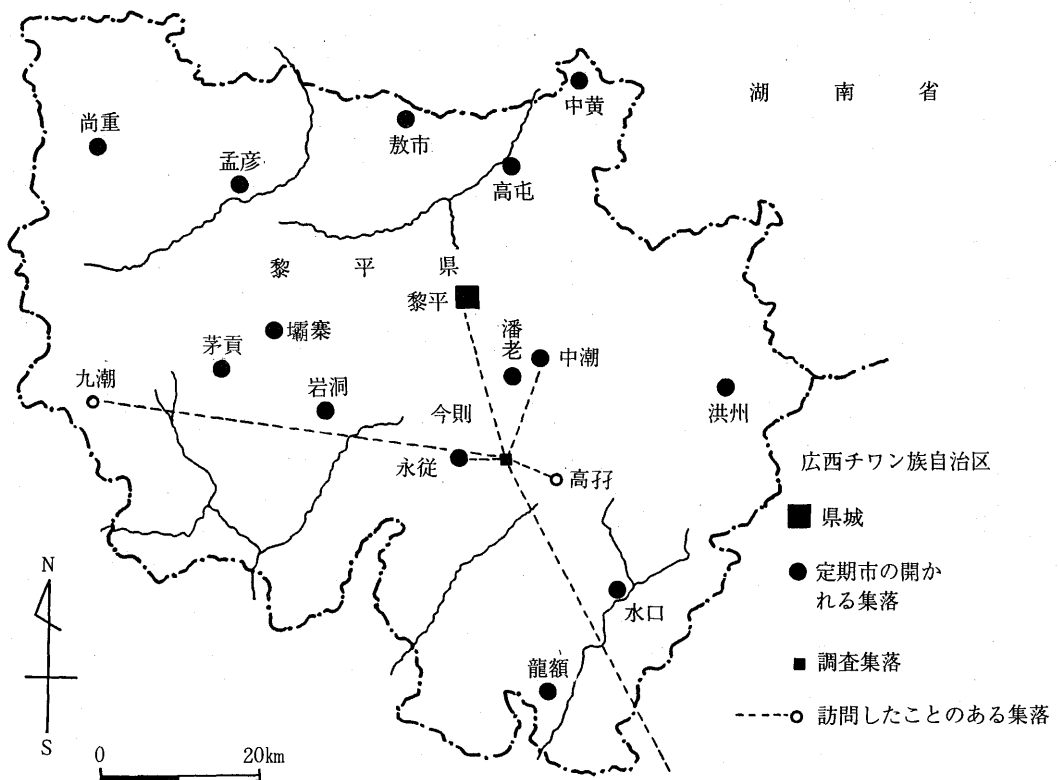 湖南省
中黄
尚重
敖市
孟彦
高屯
黎平県
黎平
潘老
中潮
壩寨
茅貢
九潮
岩洞
洪州
今則
永従
高孖
広西チワン族自治区
県城
定期市の開か
れる集落
水口
調査集落
龍額
訪問したことのある集落
N
S
0
20km